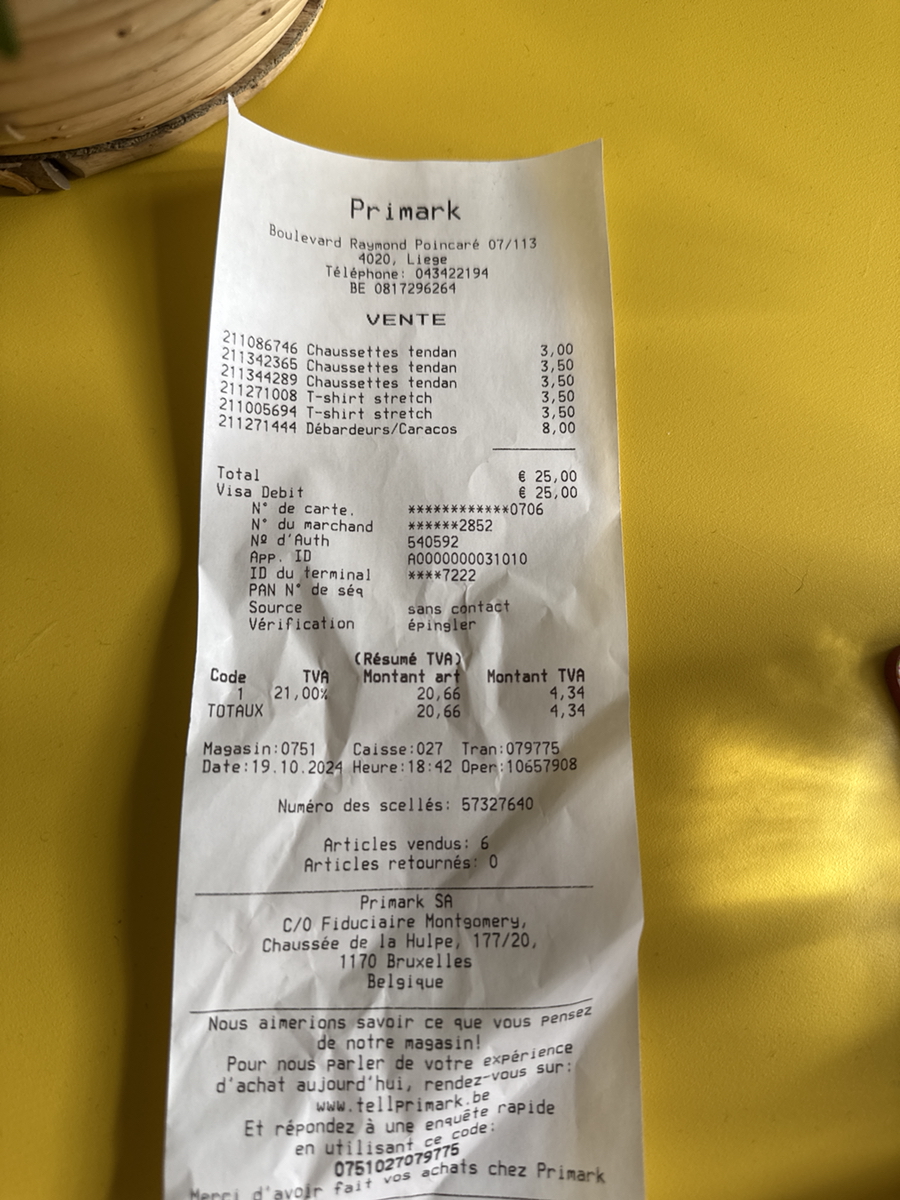 Primark
Boulevard Raymond Poincaré 07/113
4020, Liege
Téléphone: 043422194
BE 0817296264
VENTE
211086746 Chaussettes tendan 3,00
211342365 Chaussettes tendan 3,50
211344289 Chaussettes tendan 3,50
211271008 T-shirt stretch 3,50
211005694 T-shirt stretch 3,50
211271444 Débardeurs/Caracos 8,00
Total € 25,00
Visa Debit € 25,00
N° de carte. ************0706
N° du marchand ******2852
Nº d'Auth 540592
App. ID A0000000031010
ID du terminal ****7222
PAN N° de séq
Source sans contact
Vérification épingler
(Résumé TVA)
Code TVA Montant art Montant TVA
1 21,00% 20,66 4,34
TOTAUX 20,66 4,34
Magasin:0751 Caisse:027 Tran:079775
Date:19.10.2024 Heure:18:42 Oper:10657908
Numéro des scellés: 57327640
Articles vendus: 6
Articles retournés: 0
Primark SA
C/O Fiduciaire Montgomery,
Chaussée de la Hulpe, 177/20,
1170 Bruxelles
Belgique
Nous aimerions savoir ce que vous pensez
de notre magasin!
Pour nous parler de votre expérience
d'achat aujourd'hui, rendez-vous sur:
www.tellprimark.be
Et répondez à une enquête rapide
en utilisant ce code:
0751027079775
Merci d'avoir fait vos achats chez Primark